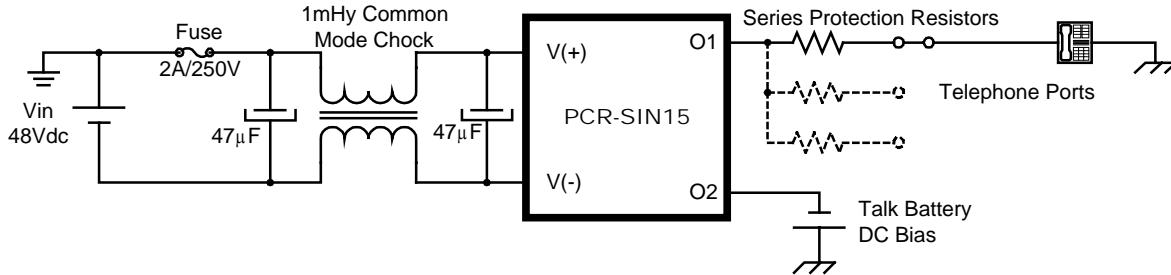 Fuse
2A/250V
1mHy Common
Mode Chock
Vin
48Vdc
47μF
47μF
V(+)
V(-)
PCR-SIN15
O1
O2
Series Protection Resistors
Telephone Ports
Talk Battery
DC Bias